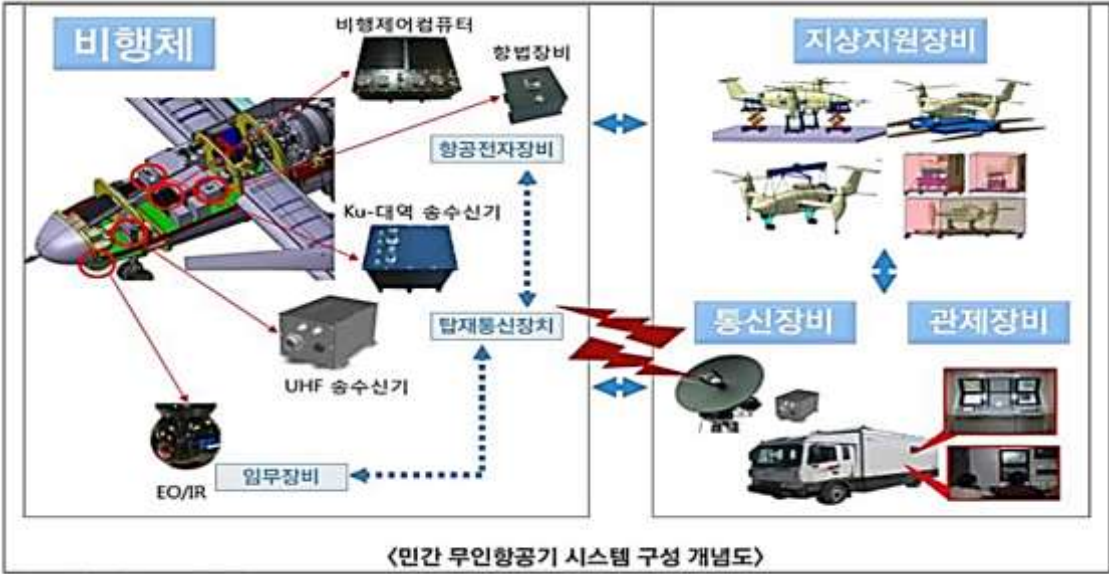 비행체
비행제어컴퓨터
항법장비
항공전자장비
Ku-대역 송수신기
탑재통신장치
UHF 송수신기
EO/IR
임무장비
지상지원장비
통신장비
관제장비
<민간 무인항공기 시스템 구성 개념도>